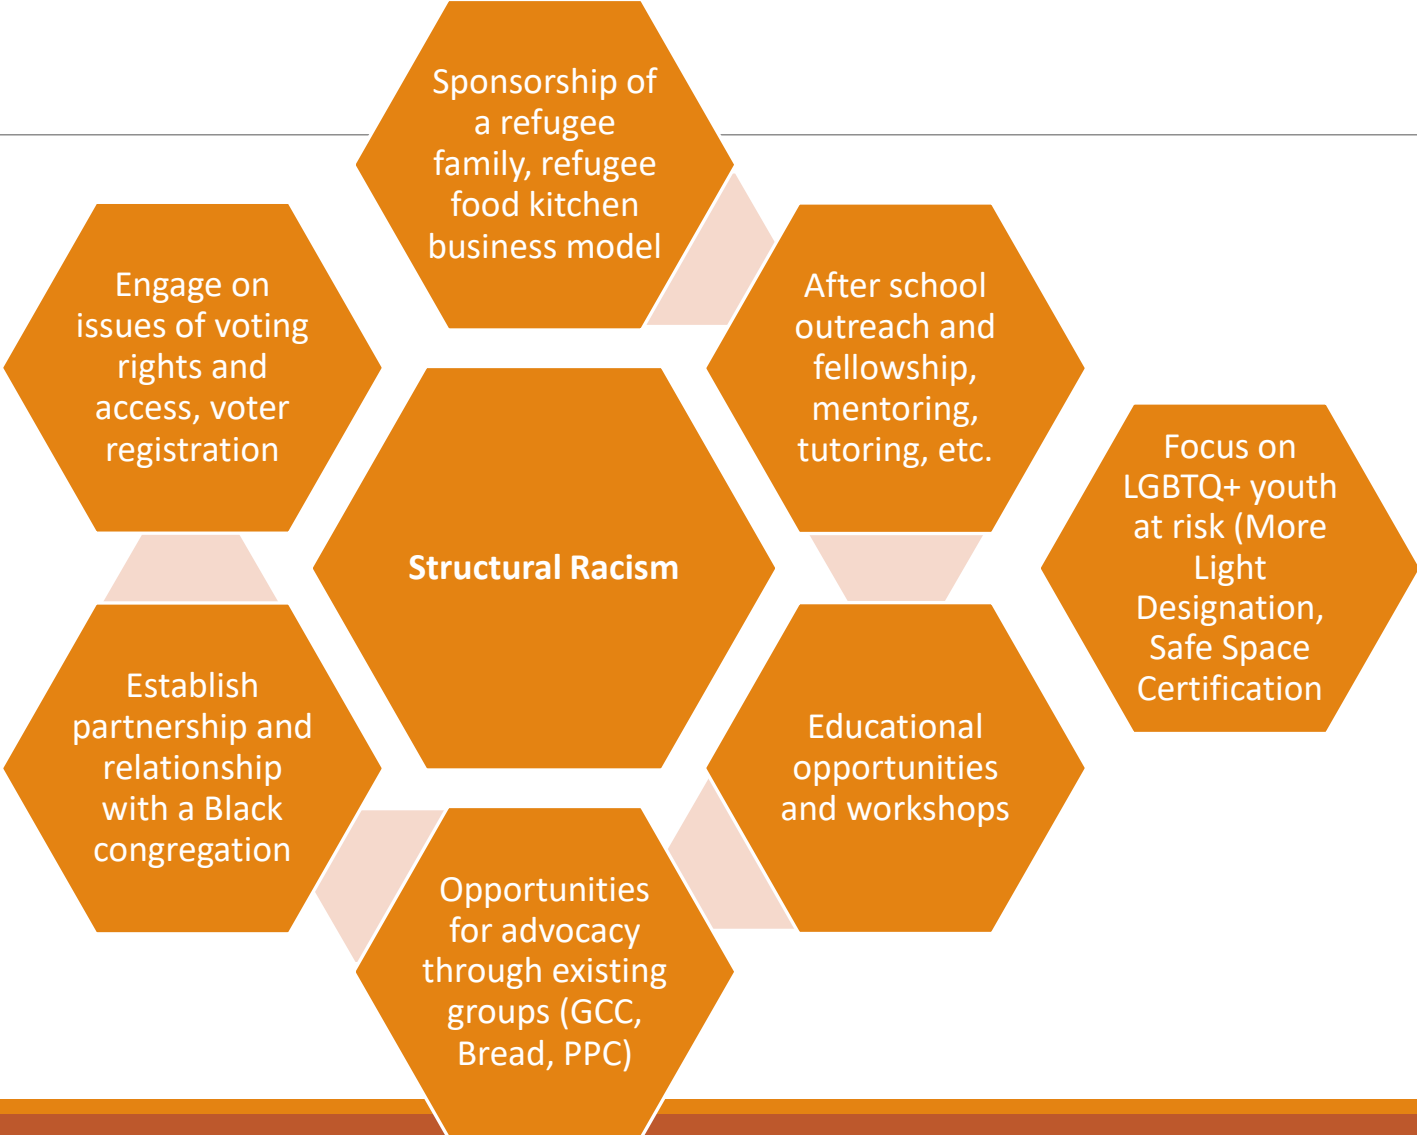 Sponsorship of
a refugee
family, refugee
food kitchen
business model
Engage on
issues of voting
rights and
access, voter
registration
After school
outreach and
fellowship,
mentoring,
tutoring, etc.
Focus on
LGBTQ+ youth
at risk (More
Light
Designation,
Safe Space
Certification
Structural Racism
Establish
partnership and
relationship
with a Black
congregation
Educational
opportunities
and workshops
Opportunities
for advocacy
through existing
groups (GCC,
Bread, PPC)